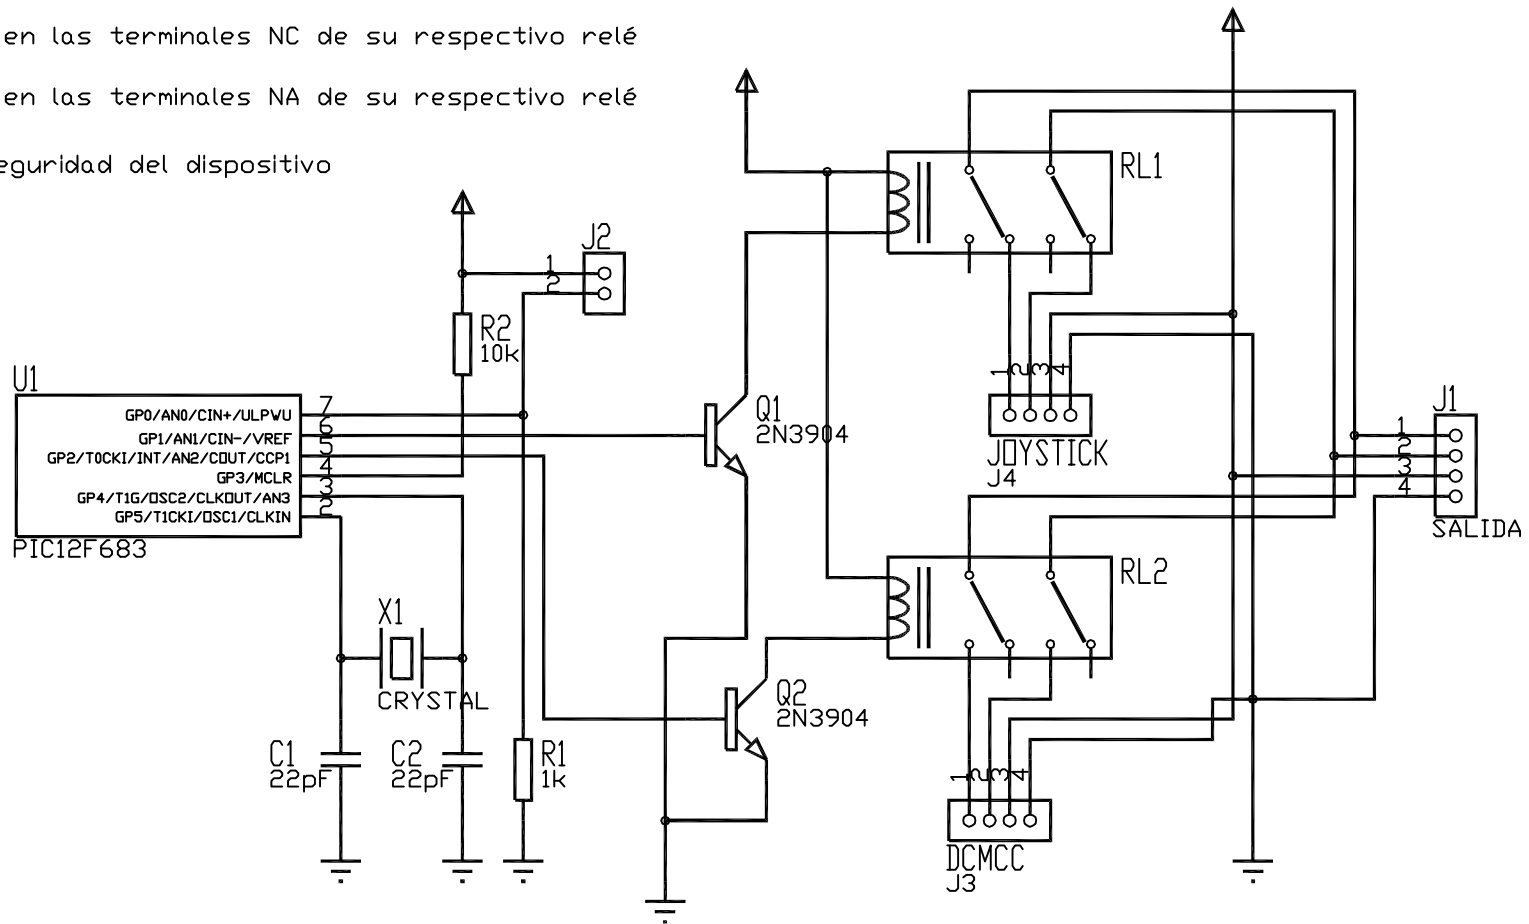 en las terminales NC de su respectivo relé
en las terminales NA de su respectivo relé
eguridad del dispositivo
RL1
J2
1
2
R2
10k
U1
GP0/AN0/CIN+/ULPWU 7
GP1/AN1/CIN-/VREF 6
GP2/T0CKI/INT/AN2/COUT/CCP1 5
GP3/MCLR 4
GP4/T1G/OSC2/CLKOUT/AN3 3
GP5/T1CKI/OSC1/CLKIN 2
PIC12F683
Q1
2N3904
1 2 3 4
JOYSTICK
J4
J1
1
2
3
4
SALIDA
RL2
X1
CRYSTAL
Q2
2N3904
C1
22pF
C2
22pF
R1
1k
1 2 3 4
DCMCC
J3